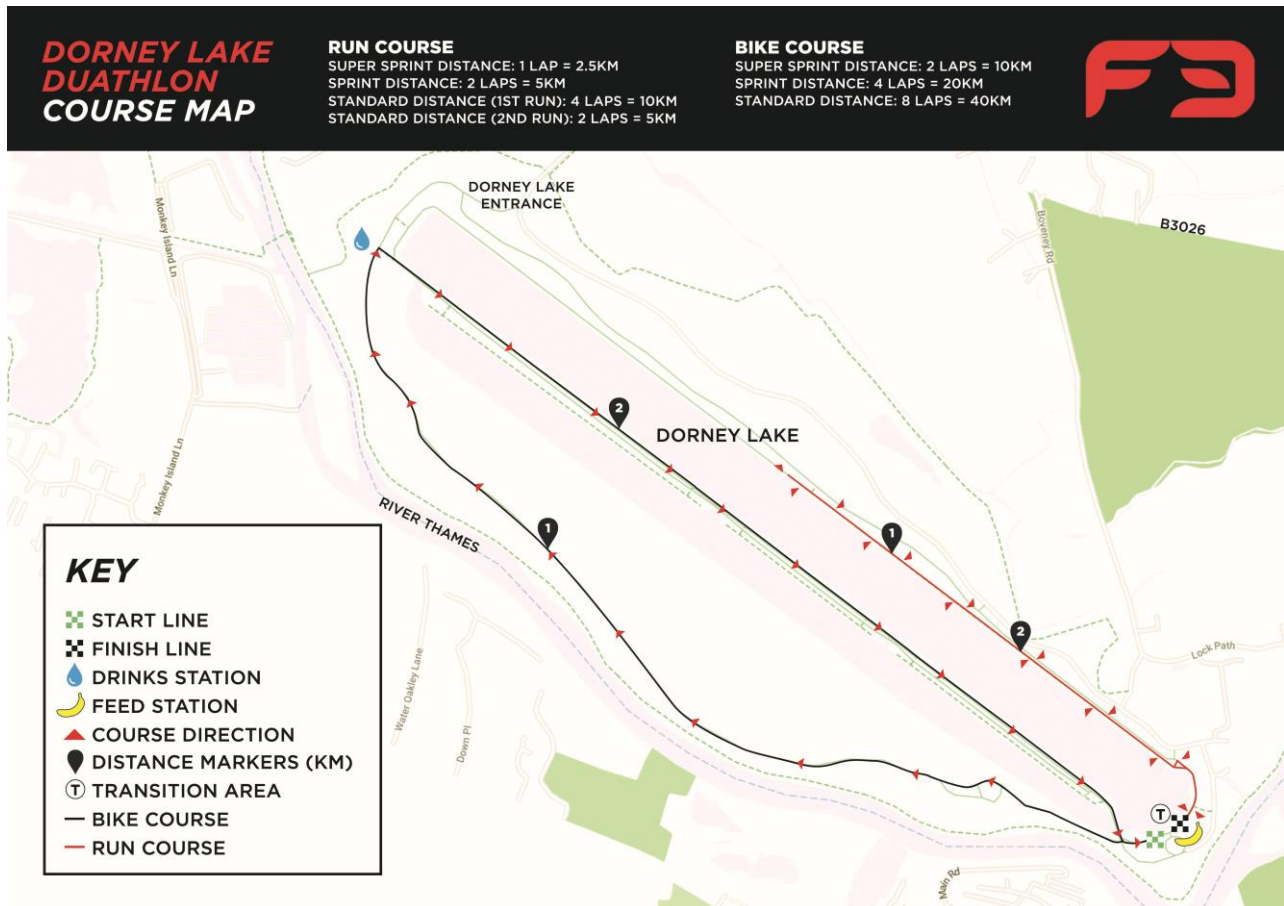 DORNEY LAKE
DUATHLON
COURSE MAP
RUN COURSE
SUPER SPRINT DISTANCE: 1 LAP = 2.5KM
SPRINT DISTANCE: 2 LAPS = 5KM
STANDARD DISTANCE (1ST RUN): 4 LAPS = 10KM
STANDARD DISTANCE (2ND RUN): 2 LAPS = 5KM
BIKE COURSE
SUPER SPRINT DISTANCE: 2 LAPS = 10KM
SPRINT DISTANCE: 4 LAPS = 20KM
STANDARD DISTANCE: 8 LAPS = 40KM
F3
DORNEY LAKE
ENTRANCE
Monkey Island Ln
Boveney Rd
B3026
2
DORNEY LAKE
Monkey Island Ln
RIVER THAMES
1
1
2
Lock Path
Water Oakley Lane
Down Pl
T
Main Rd
KEY
START LINE
FINISH LINE
DRINKS STATION
FEED STATION
COURSE DIRECTION
DISTANCE MARKERS (KM)
T TRANSITION AREA
BIKE COURSE
RUN COURSE